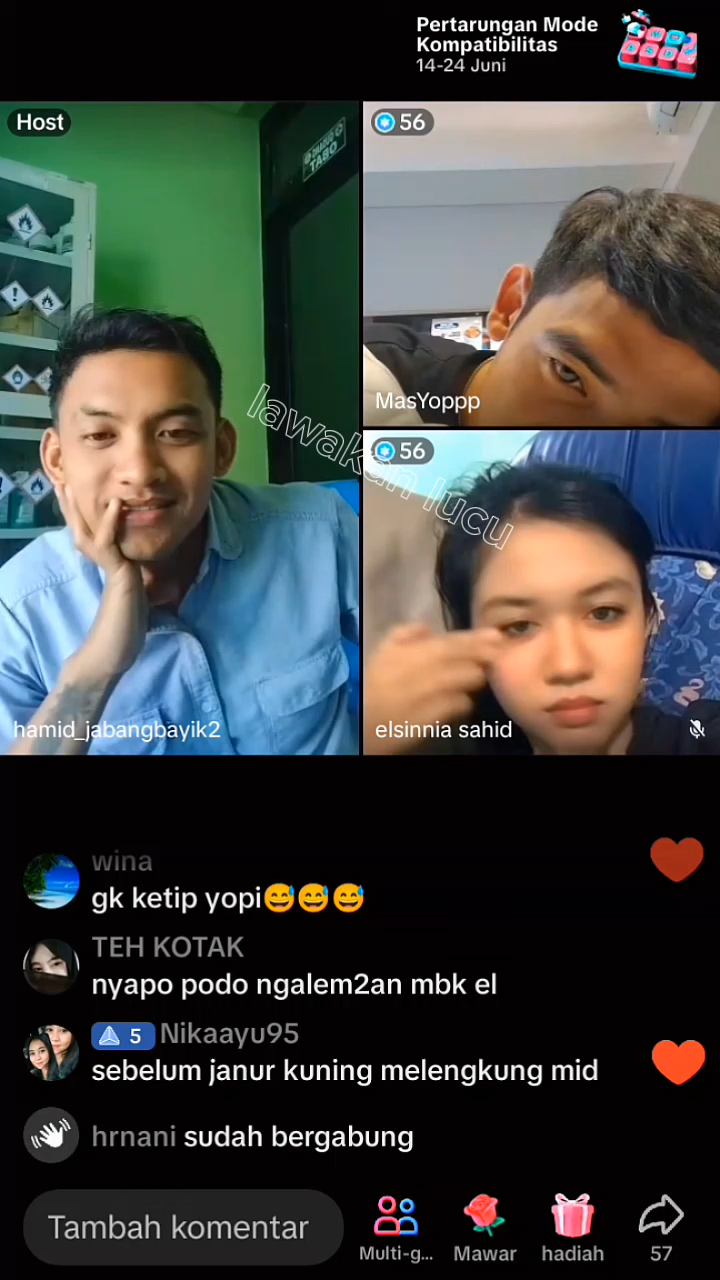 Pertarungan Mode
Kompatibilitas
14-24 Juni
Host
56
TABO
lawakan lucu
MasYoppp
56
hamid_jabangbayik2
elsinnia sahid
wina
gk ketip yopi😅😅😅
TEH KOTAK
nyapo podo ngalem2an mbk el
5 Nikaayu95
sebelum janur kuning melengkung mid
hrnani sudah bergabung
Tambah komentar
Multi-g...
Mawar
hadiah
57